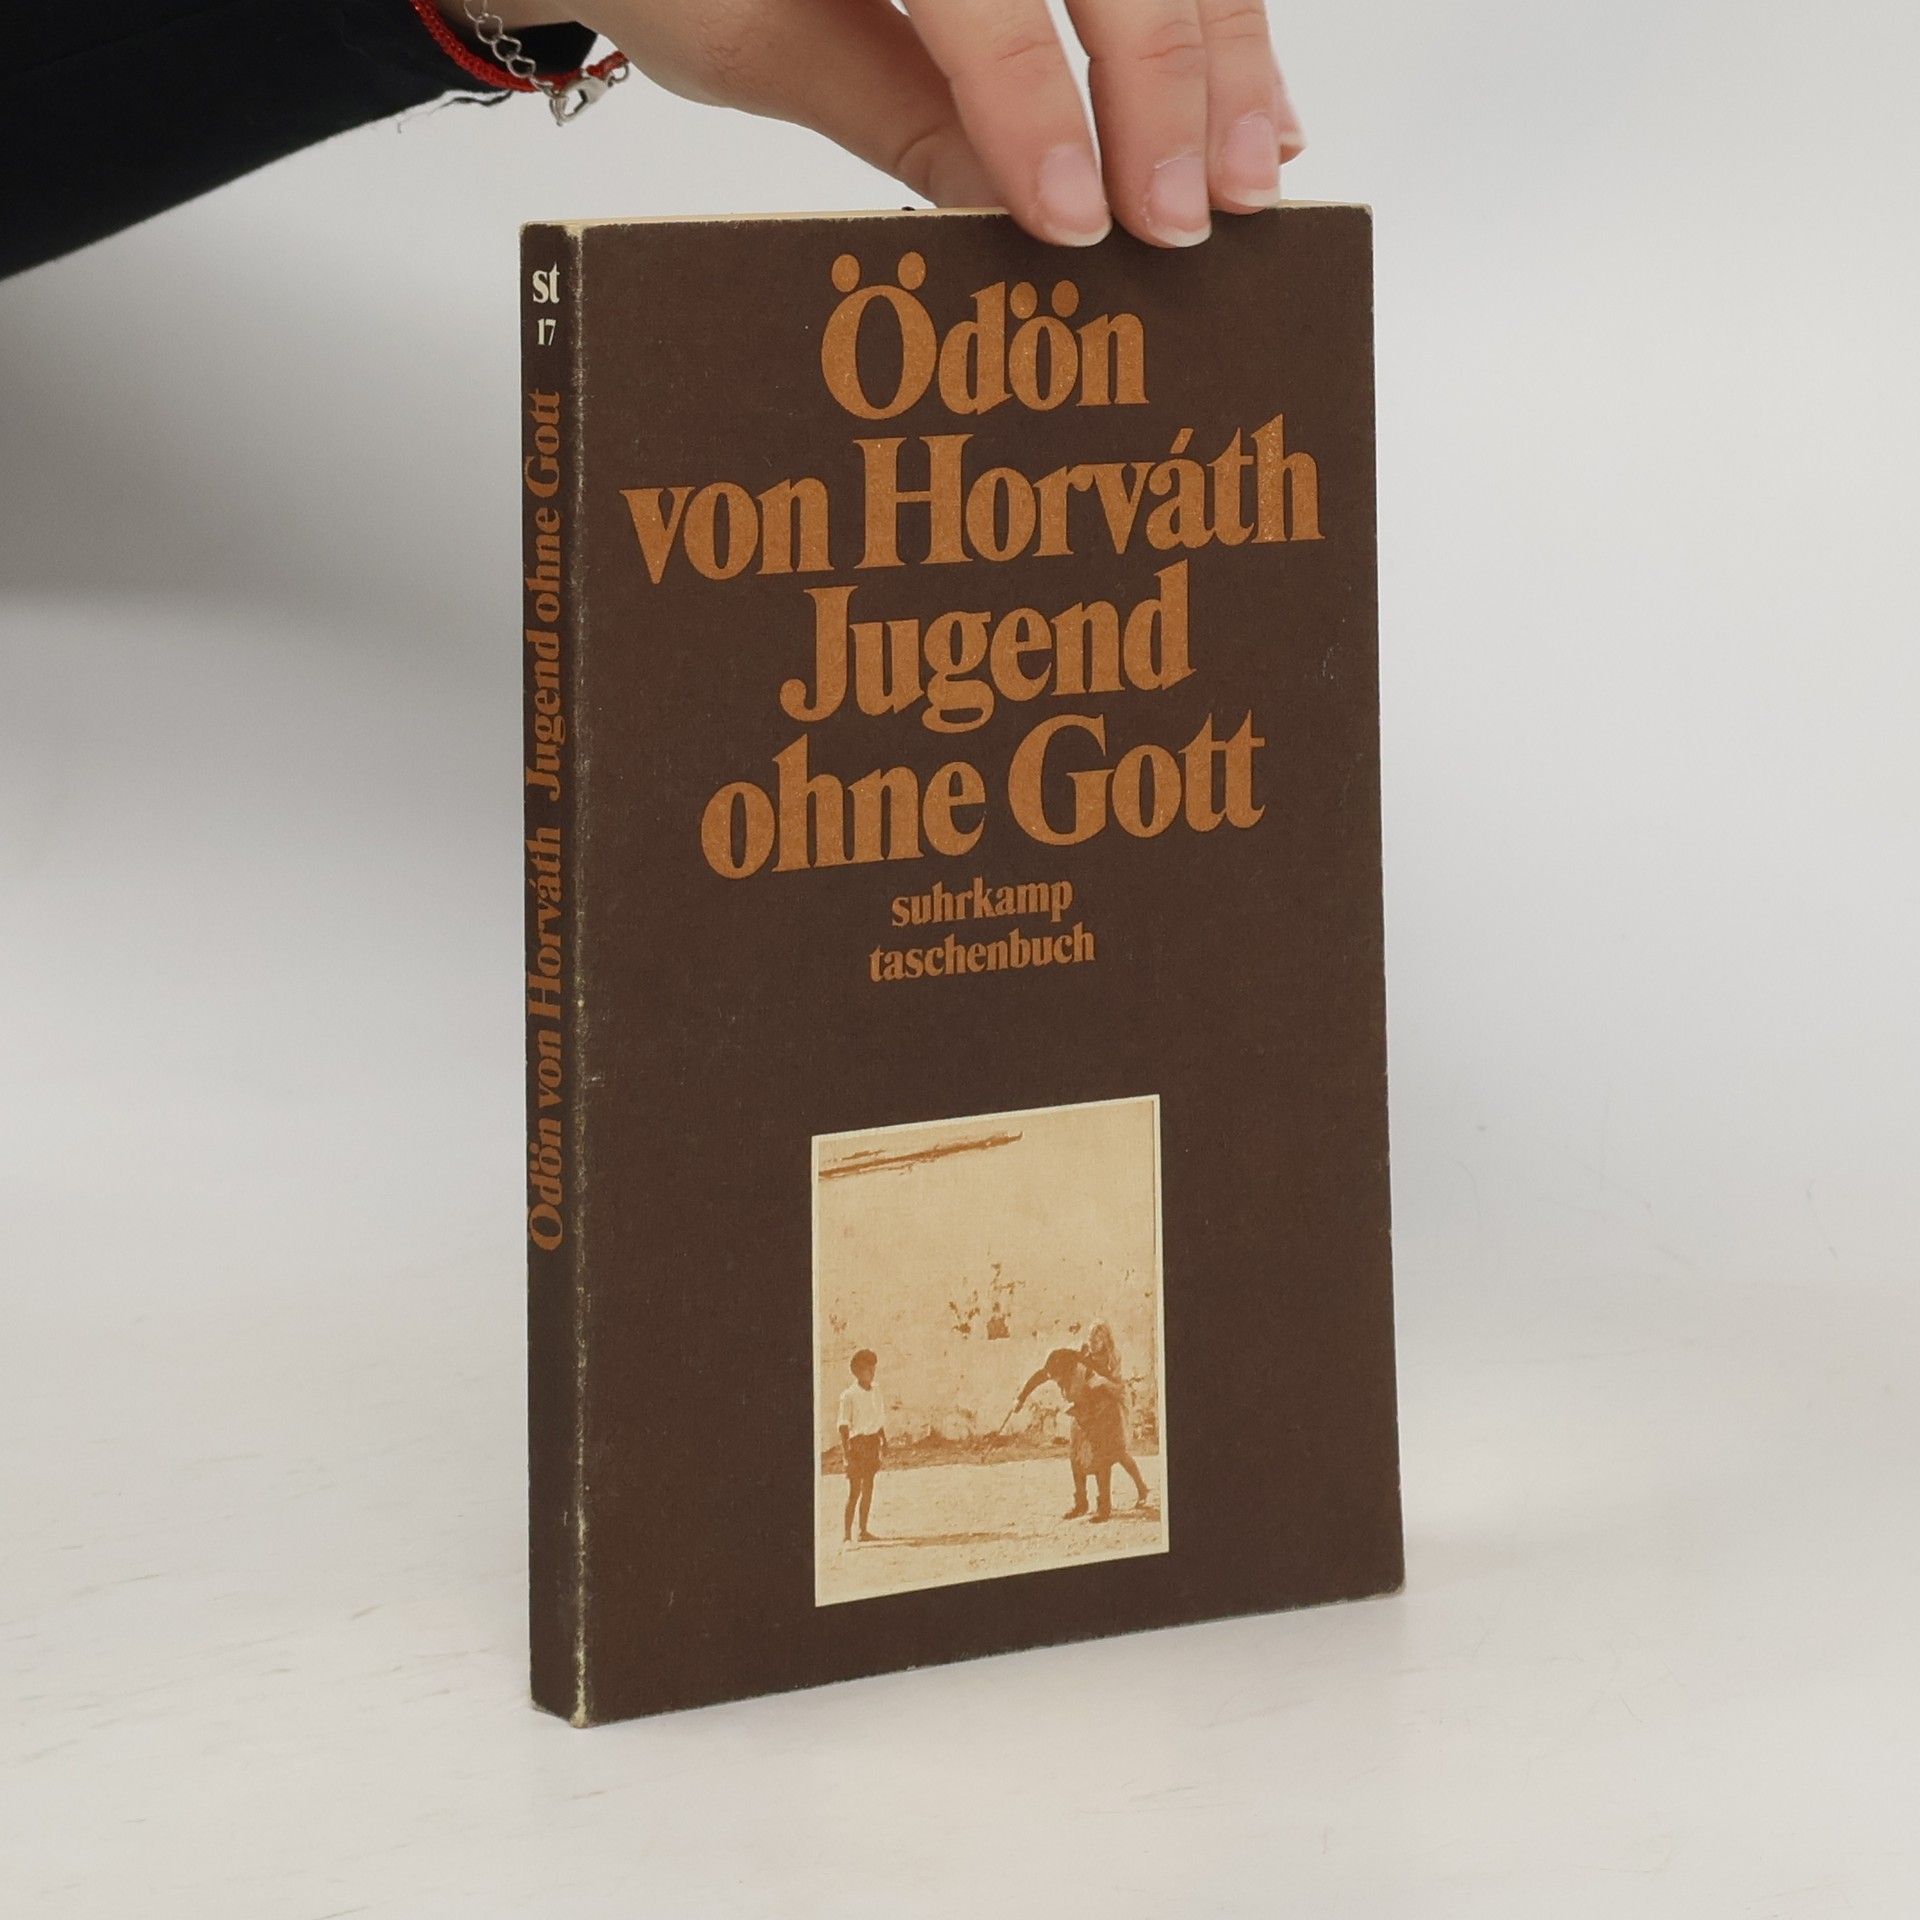 st
17
Ödön von Horváth Jugend ohne Gott
Ödön
von Horváth
Jugend
ohne Gott
suhrkamp
taschenbuch